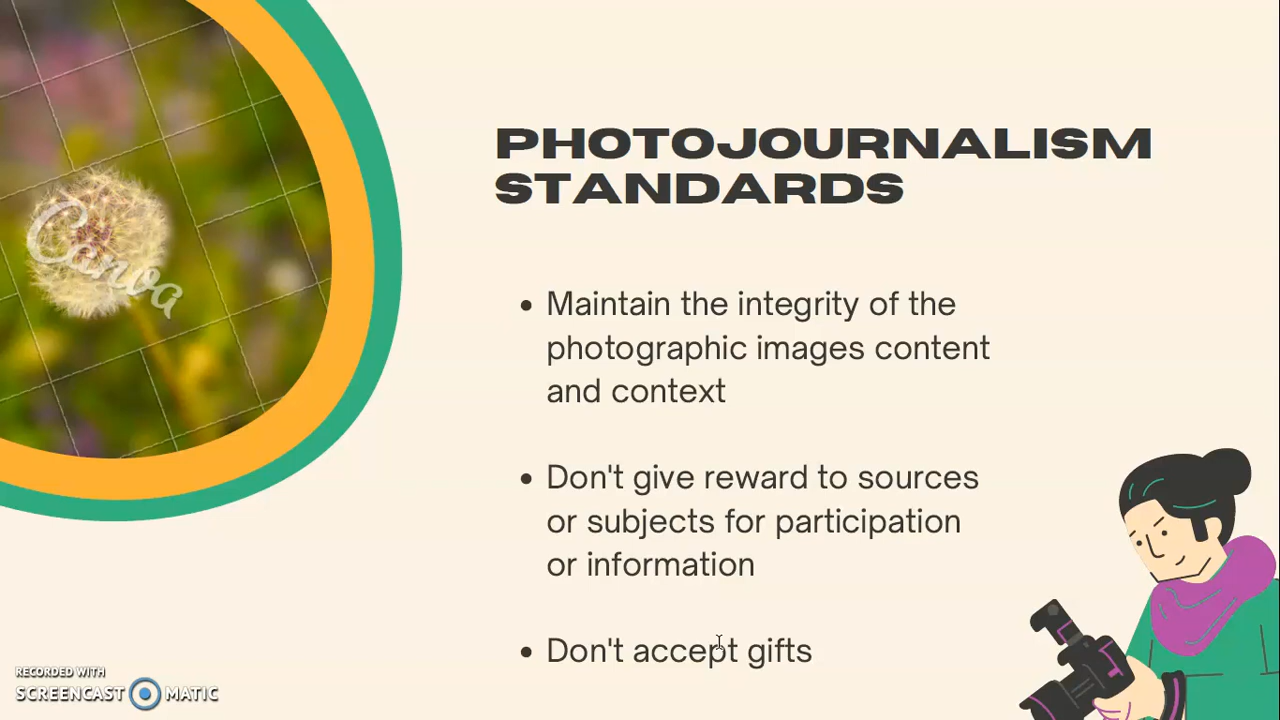 PHOTOJOURNALISM
STANDARDS
Canva
• Maintain the integrity of the
photographic images content
and context
• Don't give reward to sources
or subjects for participation
or information
• Don't accept gifts
RECORDED WITH
SCREENCAST MATIC